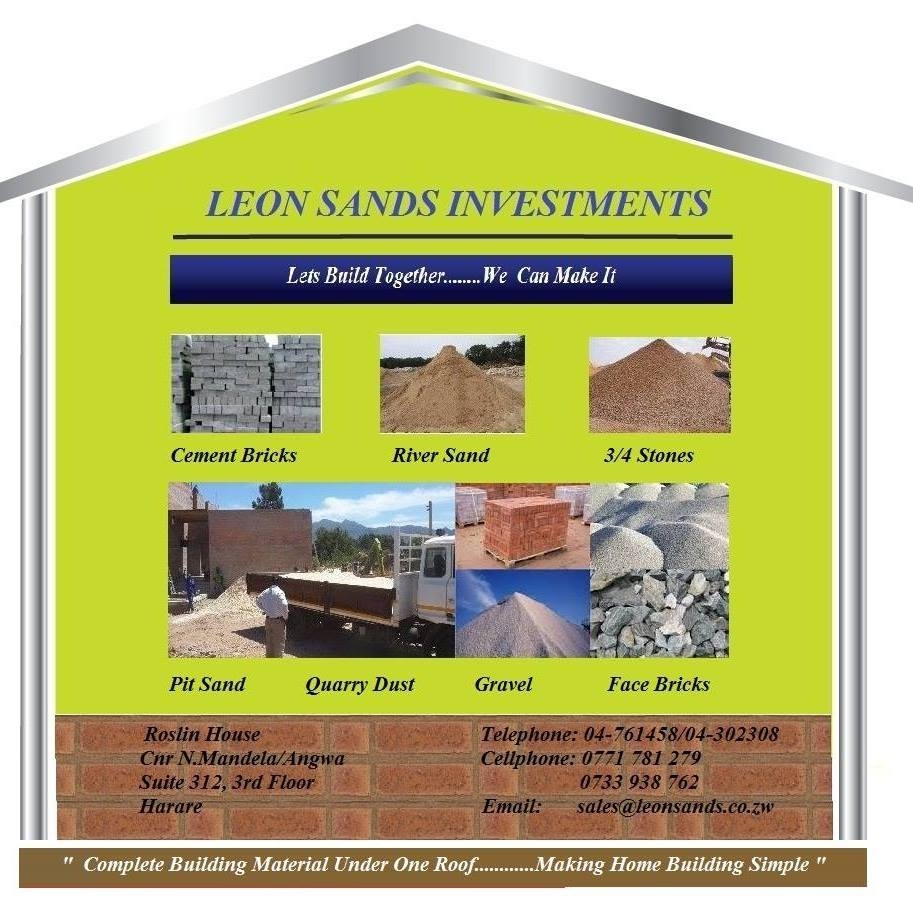 LEON SANDS INVESTMENTS
Lets Build Together........We Can Make It
Cement Bricks River Sand 3/4 Stones
Pit Sand Quarry Dust Gravel Face Bricks
Roslin House
Cnr N.Mandela/Angwa
Suite 312, 3rd Floor
Harare
Telephone: 04-761458/04-302308
Cellphone: 0771 781 279
0733 938 762
Email: sales@leonsands.co.zw
" Complete Building Material Under One Roof............Making Home Building Simple "